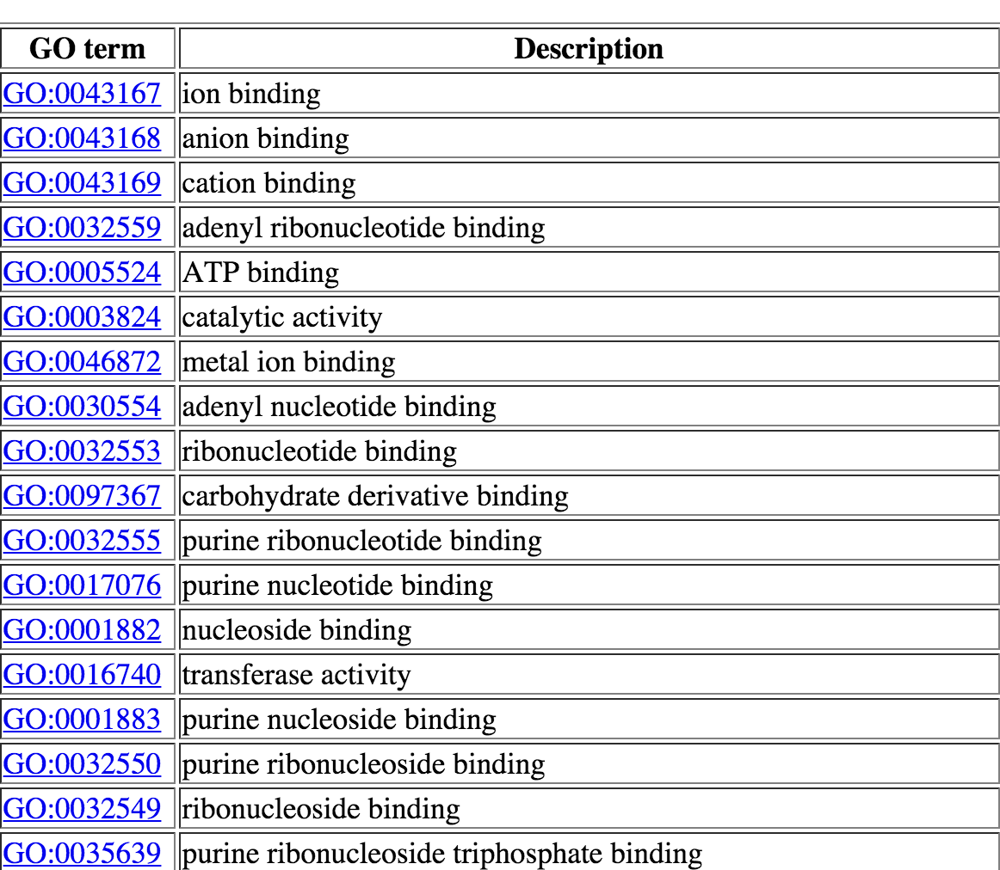 GO term Description
GO:0043167 ion binding
GO:0043168 anion binding
GO:0043169 cation binding
GO:0032559 adenyl ribonucleotide binding
GO:0005524 ATP binding
GO:0003824 catalytic activity
GO:0046872 metal ion binding
GO:0030554 adenyl nucleotide binding
GO:0032553 ribonucleotide binding
GO:0097367 carbohydrate derivative binding
GO:0032555 purine ribonucleotide binding
GO:0017076 purine nucleotide binding
GO:0001882 nucleoside binding
GO:0016740 transferase activity
GO:0001883 purine nucleoside binding
GO:0032550 purine ribonucleoside binding
GO:0032549 ribonucleoside binding
GO:0035639 purine ribonucleoside triphosphate binding